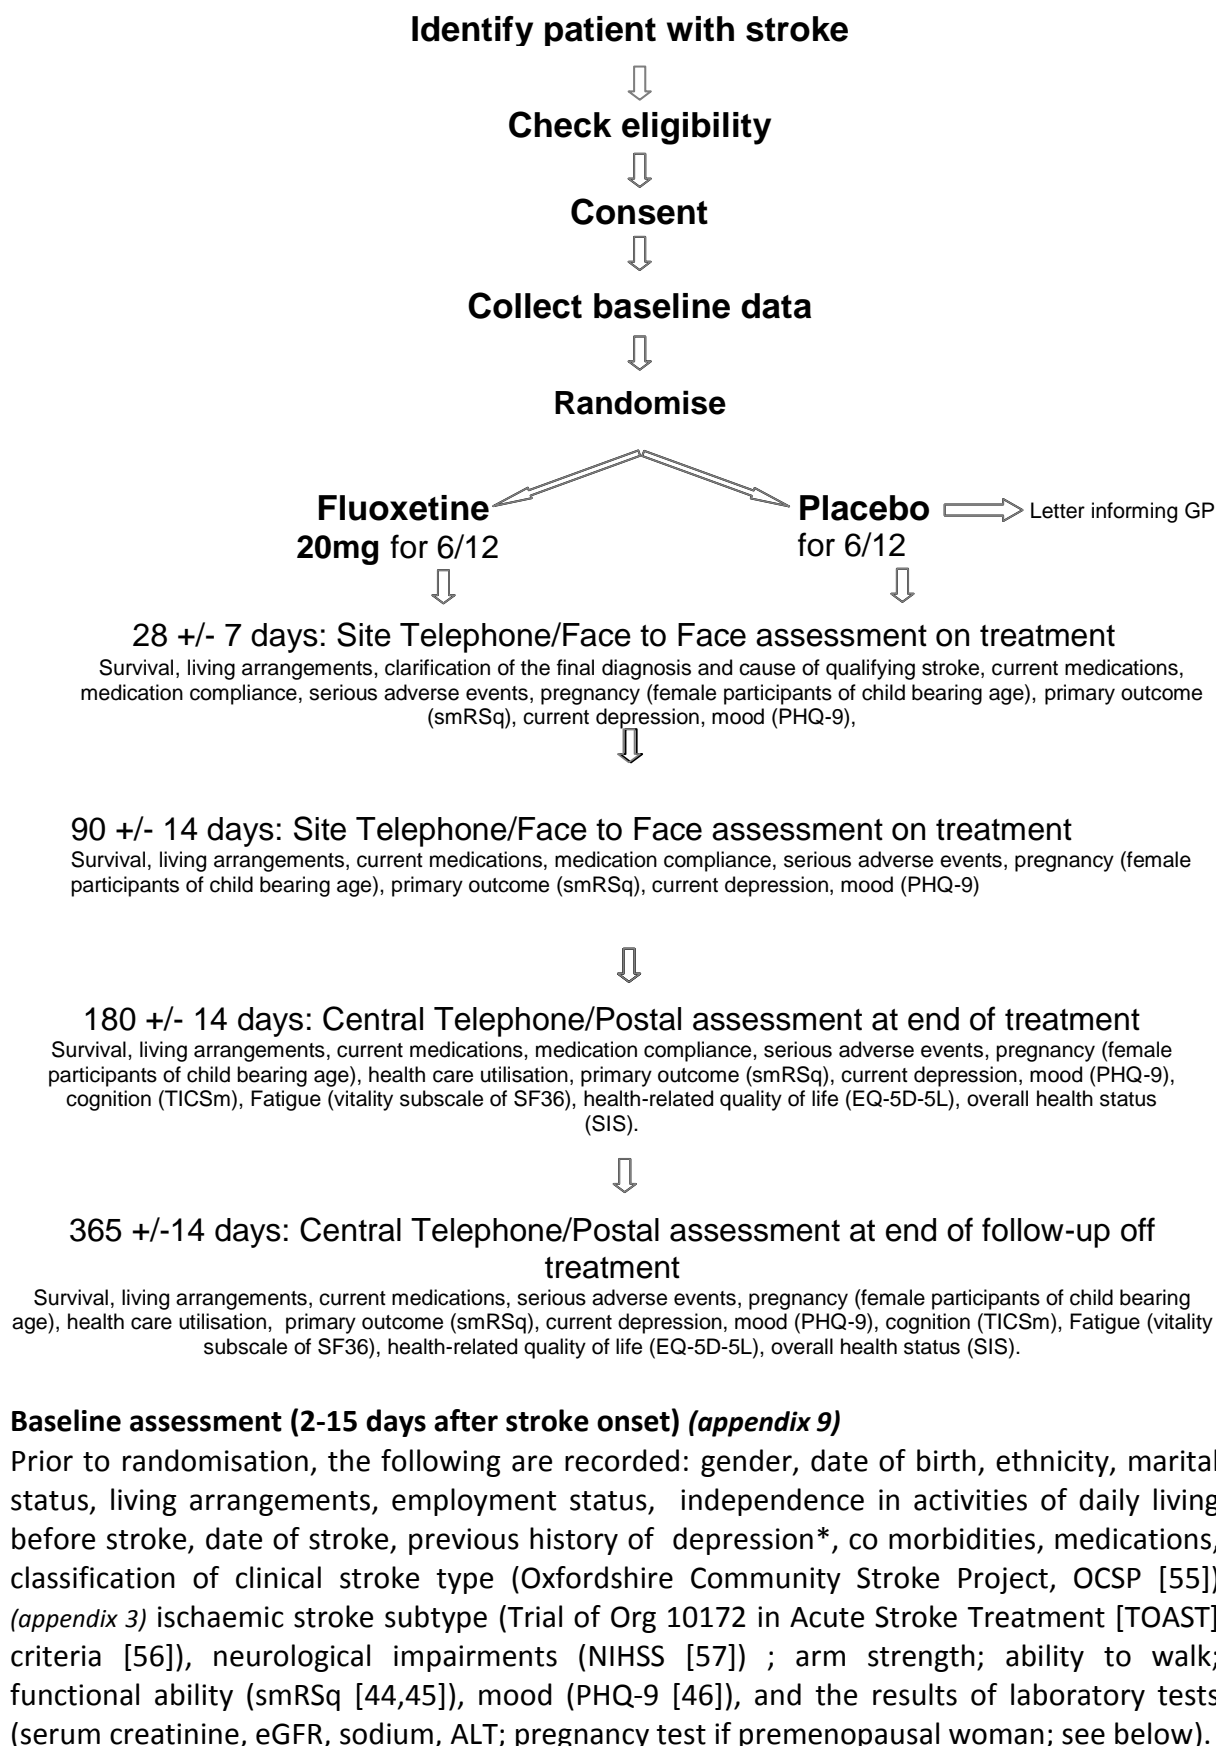 Identify patient with stroke
Check eligibility
Consent
Collect baseline data
Randomise
Fluoxetine
20mg for 6/12
Placebo
for 6/12
Letter informing GP
28 +/- 7 days: Site Telephone/Face to Face assessment on treatment
Survival, living arrangements, clarification of the final diagnosis and cause of qualifying stroke, current medications,
medication compliance, serious adverse events, pregnancy (female participants of child bearing age), primary outcome
(smRSq), current depression, mood (PHQ-9),
90 +/- 14 days: Site Telephone/Face to Face assessment on treatment
Survival, living arrangements, current medications, medication compliance, serious adverse events, pregnancy (female
participants of child bearing age), primary outcome (smRSq), current depression, mood (PHQ-9)
180 +/- 14 days: Central Telephone/Postal assessment at end of treatment
Survival, living arrangements, current medications, medication compliance, serious adverse events, pregnancy (female
participants of child bearing age), health care utilisation, primary outcome (smRSq), current depression, mood (PHQ-9),
cognition (TICSm), Fatigue (vitality subscale of SF36), health-related quality of life (EQ-5D-5L), overall health status
(SIS).
365 +/-14 days: Central Telephone/Postal assessment at end of follow-up off
treatment
Survival, living arrangements, current medications, serious adverse events, pregnancy (female participants of child bearing
age), health care utilisation, primary outcome (smRSq), current depression, mood (PHQ-9), cognition (TICSm), Fatigue (vitality
subscale of SF36), health-related quality of life (EQ-5D-5L), overall health status (SIS).
Baseline assessment (2-15 days after stroke onset) (appendix 9)
Prior to randomisation, the following are recorded: gender, date of birth, ethnicity, marital
status, living arrangements, employment status, independence in activities of daily living
before stroke, date of stroke, previous history of depression*, co morbidities, medications,
classification of clinical stroke type (Oxfordshire Community Stroke Project, OCSP [55])
(appendix 3) ischaemic stroke subtype (Trial of Org 10172 in Acute Stroke Treatment [TOAST]
criteria [56]), neurological impairments (NIHSS [57]) ; arm strength; ability to walk;
functional ability (smRSq [44,45]), mood (PHQ-9 [46]), and the results of laboratory tests
(serum creatinine, eGFR, sodium, ALT; pregnancy test if premenopausal woman; see below).